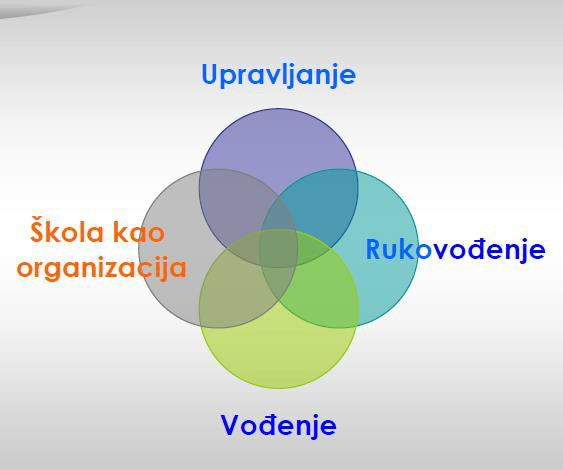 Upravljanje
Škola kao
organizacija
Rukovođenje
Vođenje